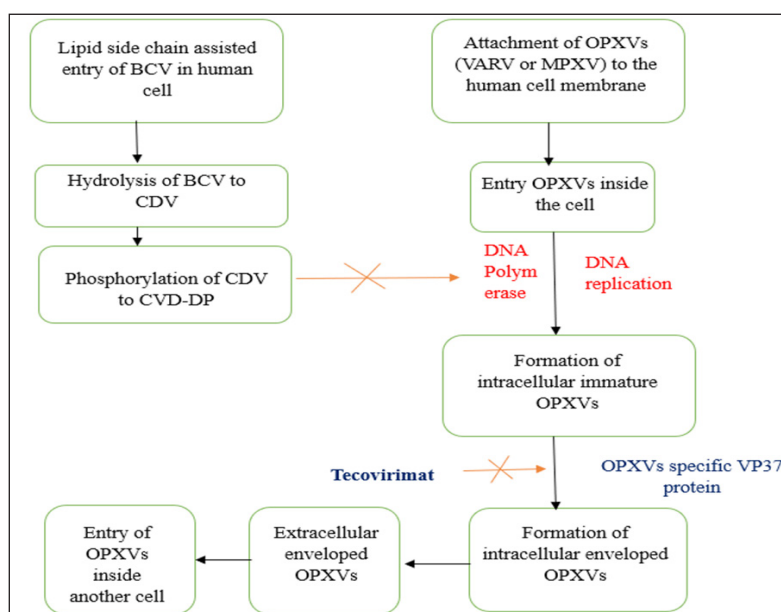 Lipid side chain assisted
entry of BCV in human
cell
Attachment of OPXVs
(VARV or MPXV) to the
human cell membrane
Hydrolysis of BCV to
CDV
Entry OPXVs inside
the cell
Phosphorylation of CDV
to CVD-DP
DNA
Polym
erase
DNA
replication
Formation of
intracellular immature
OPXVs
Tecovirimat
OPXVs specific VP37
protein
Entry of
OPXVs
inside
another cell
Extracellular
enveloped
OPXVs
Formation of
intracellular enveloped
OPXVs